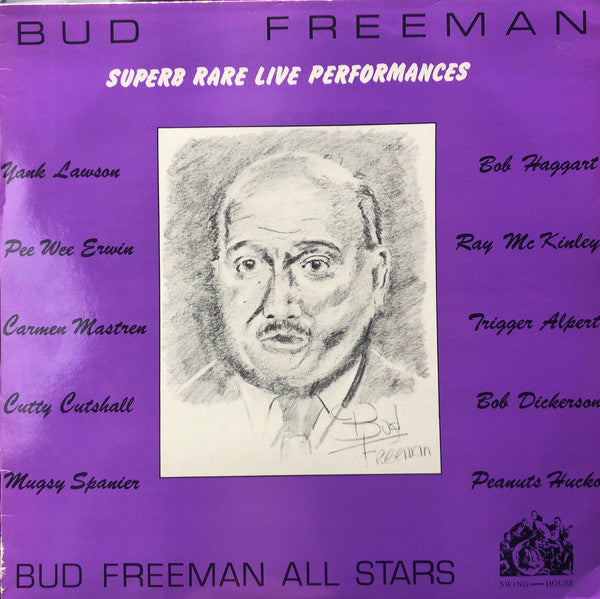 BUD FREEMAN
SUPERB RARE LIVE PERFORMANCES
Yank Lawson
Pee Wee Erwin
Carmen Mastren
Cutty Cutshall
Mugsy Spanier
Bob Haggart
Ray McKinley
Trigger Alpert
Bob Dickerson
Peanuts Hucko
Bud
Freeman
BUD FREEMAN ALL STARS
SWING—HOUSE